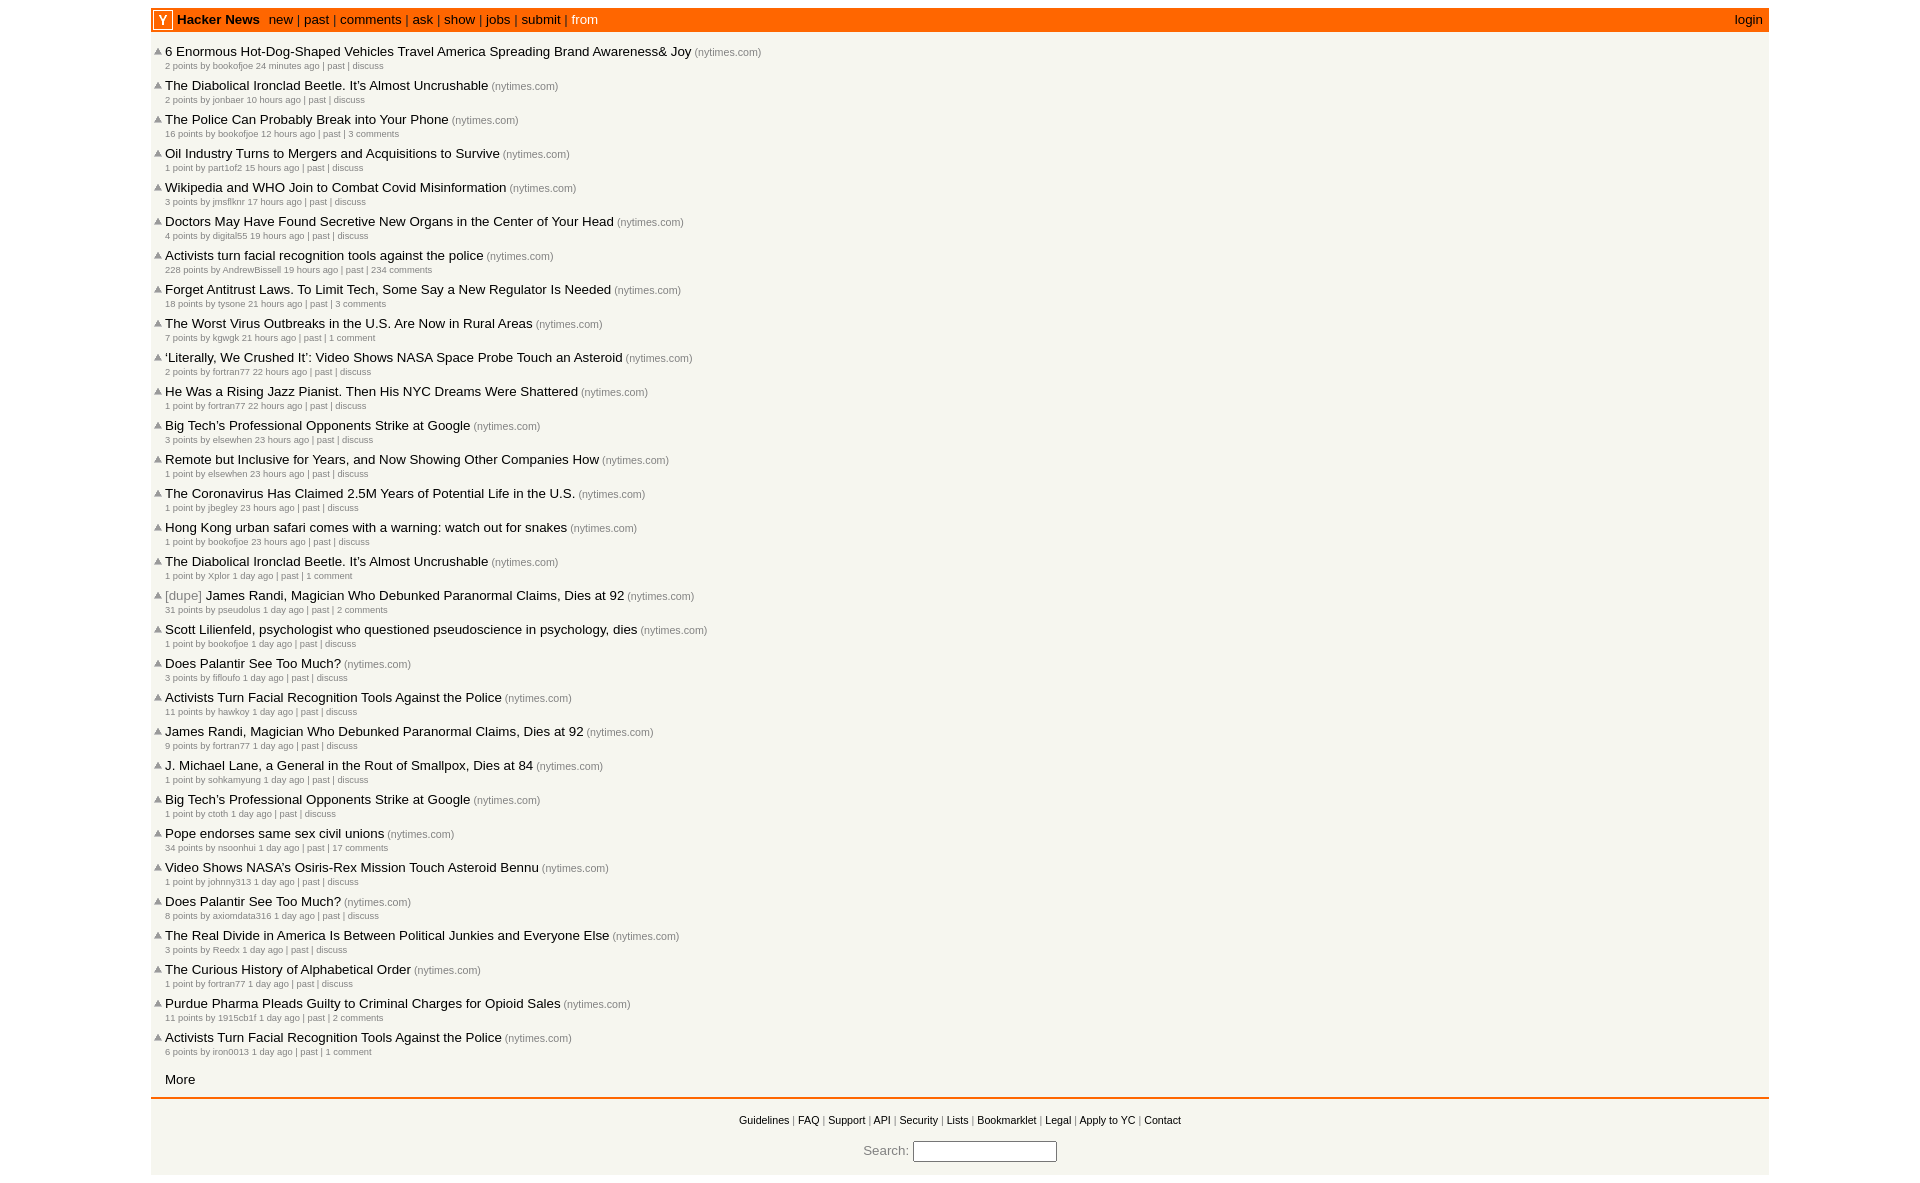 Y Hacker News new | past | comments | ask | show | jobs | submit | from login
6 Enormous Hot-Dog-Shaped Vehicles Travel America Spreading Brand Awareness& Joy (nytimes.com)
2 points by bookofjoe 24 minutes ago | past | discuss
The Diabolical Ironclad Beetle. It’s Almost Uncrushable (nytimes.com)
2 points by jonbaer 10 hours ago | past | discuss
The Police Can Probably Break into Your Phone (nytimes.com)
16 points by bookofjoe 12 hours ago | past | 3 comments
Oil Industry Turns to Mergers and Acquisitions to Survive (nytimes.com)
1 point by part1of2 15 hours ago | past | discuss
Wikipedia and WHO Join to Combat Covid Misinformation (nytimes.com)
3 points by jmsflknr 17 hours ago | past | discuss
Doctors May Have Found Secretive New Organs in the Center of Your Head (nytimes.com)
4 points by digital55 19 hours ago | past | discuss
Activists turn facial recognition tools against the police (nytimes.com)
228 points by AndrewBissell 19 hours ago | past | 234 comments
Forget Antitrust Laws. To Limit Tech, Some Say a New Regulator Is Needed (nytimes.com)
18 points by tysone 21 hours ago | past | 3 comments
The Worst Virus Outbreaks in the U.S. Are Now in Rural Areas (nytimes.com)
7 points by kgwgk 21 hours ago | past | 1 comment
‘Literally, We Crushed It’: Video Shows NASA Space Probe Touch an Asteroid (nytimes.com)
2 points by fortran77 22 hours ago | past | discuss
He Was a Rising Jazz Pianist. Then His NYC Dreams Were Shattered (nytimes.com)
1 point by fortran77 22 hours ago | past | discuss
Big Tech’s Professional Opponents Strike at Google (nytimes.com)
3 points by elsewhen 23 hours ago | past | discuss
Remote but Inclusive for Years, and Now Showing Other Companies How (nytimes.com)
1 point by elsewhen 23 hours ago | past | discuss
The Coronavirus Has Claimed 2.5M Years of Potential Life in the U.S. (nytimes.com)
1 point by jbegley 23 hours ago | past | discuss
Hong Kong urban safari comes with a warning: watch out for snakes (nytimes.com)
1 point by bookofjoe 23 hours ago | past | discuss
The Diabolical Ironclad Beetle. It’s Almost Uncrushable (nytimes.com)
1 point by Xplor 1 day ago | past | 1 comment
[dupe] James Randi, Magician Who Debunked Paranormal Claims, Dies at 92 (nytimes.com)
31 points by pseudolus 1 day ago | past | 2 comments
Scott Lilienfeld, psychologist who questioned pseudoscience in psychology, dies (nytimes.com)
1 point by bookofjoe 1 day ago | past | discuss
Does Palantir See Too Much? (nytimes.com)
3 points by fifloufo 1 day ago | past | discuss
Activists Turn Facial Recognition Tools Against the Police (nytimes.com)
11 points by hawkoy 1 day ago | past | discuss
James Randi, Magician Who Debunked Paranormal Claims, Dies at 92 (nytimes.com)
9 points by fortran77 1 day ago | past | discuss
J. Michael Lane, a General in the Rout of Smallpox, Dies at 84 (nytimes.com)
1 point by sohkamyung 1 day ago | past | discuss
Big Tech’s Professional Opponents Strike at Google (nytimes.com)
1 point by ctoth 1 day ago | past | discuss
Pope endorses same sex civil unions (nytimes.com)
34 points by nsoonhui 1 day ago | past | 17 comments
Video Shows NASA’s Osiris-Rex Mission Touch Asteroid Bennu (nytimes.com)
1 point by johnny313 1 day ago | past | discuss
Does Palantir See Too Much? (nytimes.com)
8 points by axiomdata316 1 day ago | past | discuss
The Real Divide in America Is Between Political Junkies and Everyone Else (nytimes.com)
3 points by Reedx 1 day ago | past | discuss
The Curious History of Alphabetical Order (nytimes.com)
1 point by fortran77 1 day ago | past | discuss
Purdue Pharma Pleads Guilty to Criminal Charges for Opioid Sales (nytimes.com)
11 points by 1915cb1f 1 day ago | past | 2 comments
Activists Turn Facial Recognition Tools Against the Police (nytimes.com)
6 points by iron0013 1 day ago | past | 1 comment
More
Guidelines | FAQ | Support | API | Security | Lists | Bookmarklet | Legal | Apply to YC | Contact
Search: